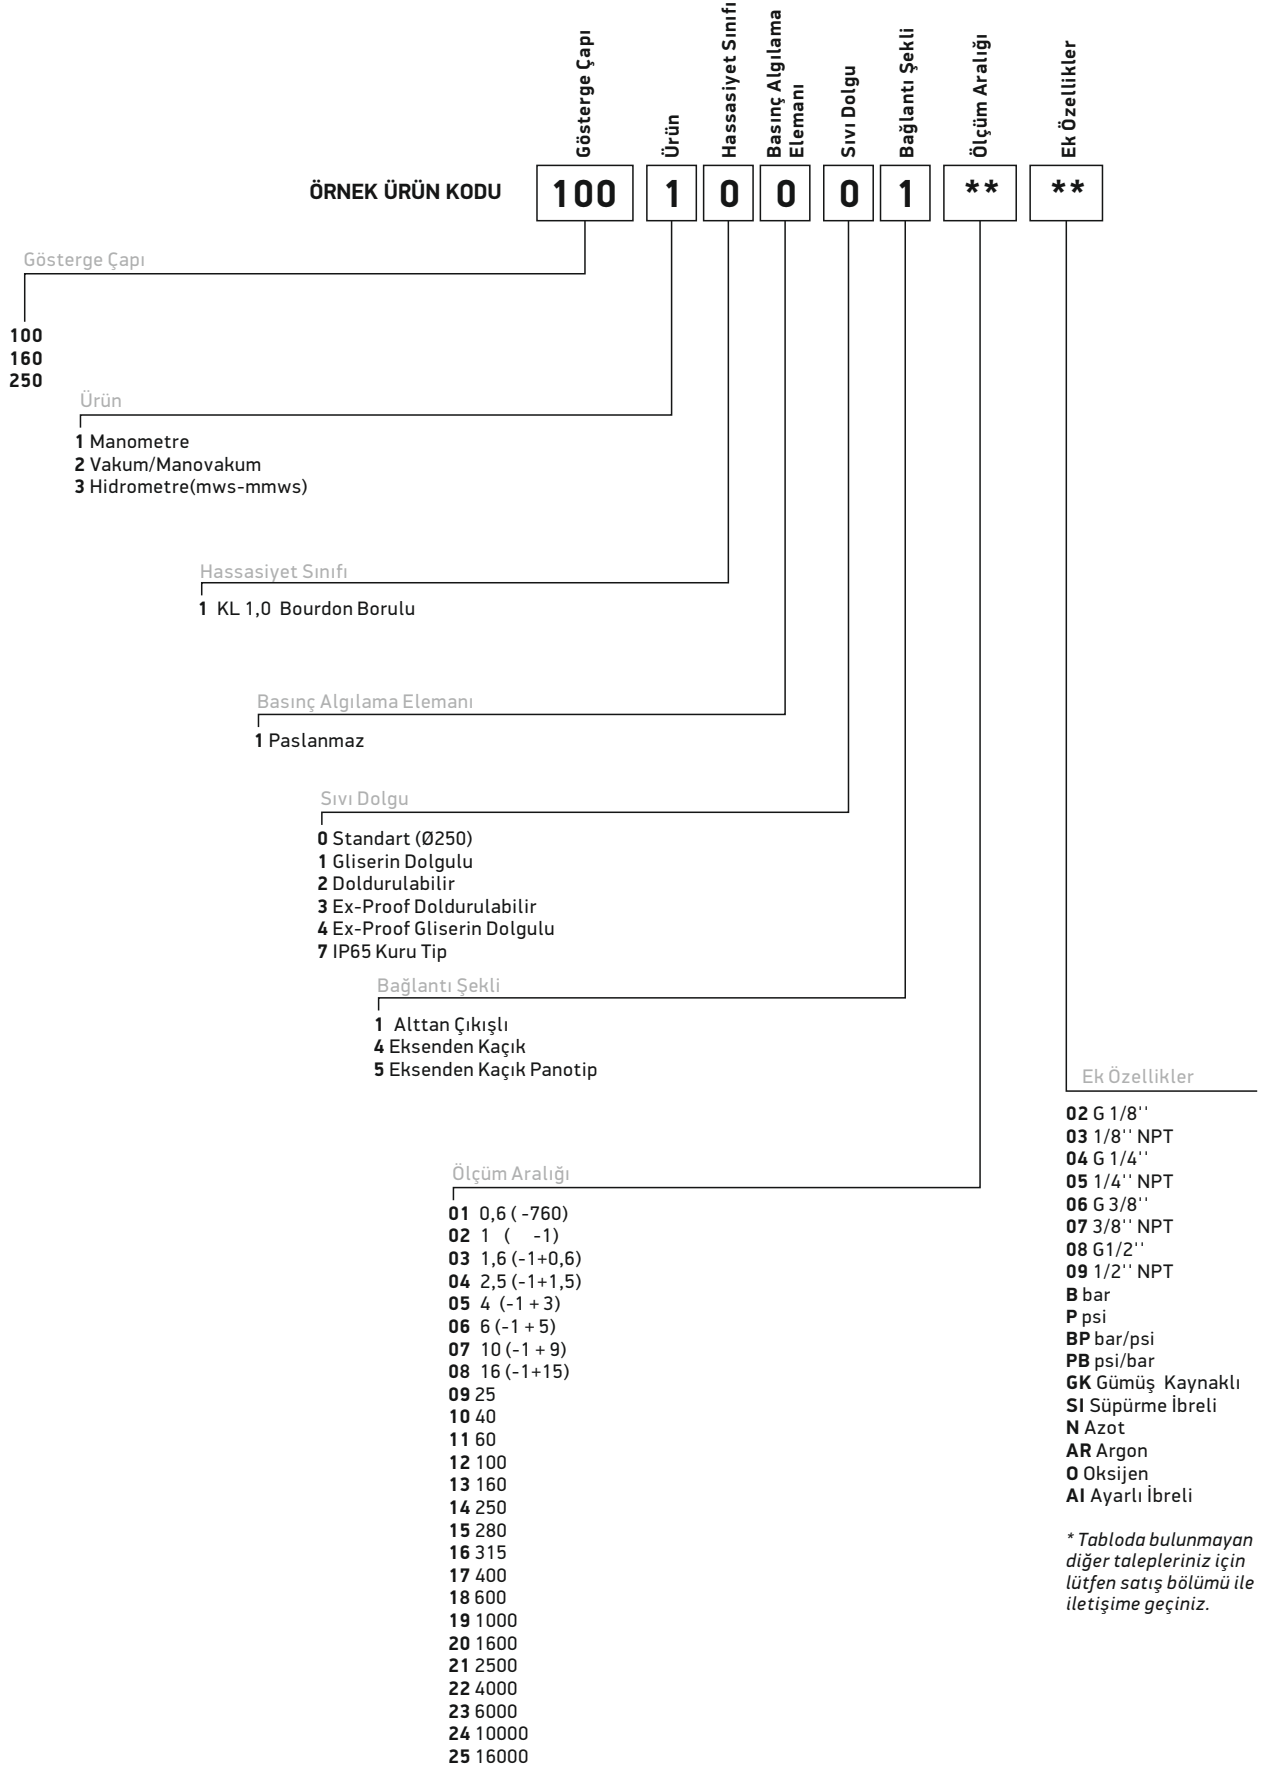 Gösterge Çapı
Ürün
Hassasiyet Sınıfı
Basınç Algılama
Elemanı
Sıvı Dolgu
Bağlantı Şekli
Ölçüm Aralığı
Ek Özellikler
ÖRNEK ÜRÜN KODU 100 1 0 0 0 1 ** **
Gösterge Çapı
100
160
250
Ürün
1 Manometre
2 Vakum/Manovakum
3 Hidrometre(mws-mmws)
Hassasiyet Sınıfı
1 KL 1,0 Bourdon Borulu
Basınç Algılama Elemanı
1 Paslanmaz
Sıvı Dolgu
0 Standart (Ø250)
1 Gliserin Dolgulu
2 Doldurulabilir
3 Ex-Proof Doldurulabilir
4 Ex-Proof Gliserin Dolgulu
7 IP65 Kuru Tip
Bağlantı Şekli
1 Alttan Çıkışlı
4 Eksenden Kaçık
5 Eksenden Kaçık Panotip
Ölçüm Aralığı
01 0,6 ( -760)
02 1 ( -1)
03 1,6 (-1+0,6)
04 2,5 (-1+1,5)
05 4 (-1 + 3)
06 6 (-1 + 5)
07 10 (-1 + 9)
08 16 (-1+15)
09 25
10 40
11 60
12 100
13 160
14 250
15 280
16 315
17 400
18 600
19 1000
20 1600
21 2500
22 4000
23 6000
24 10000
25 16000
Ek Özellikler
02 G 1/8''
03 1/8'' NPT
04 G 1/4''
05 1/4'' NPT
06 G 3/8''
07 3/8'' NPT
08 G1/2''
09 1/2'' NPT
B bar
P psi
BP bar/psi
PB psi/bar
GK Gümüş Kaynaklı
SI Süpürme İbreli
N Azot
AR Argon
O Oksijen
AI Ayarlı İbreli
* Tabloda bulunmayan
diğer talepleriniz için
lütfen satış bölümü ile
iletişime geçiniz.